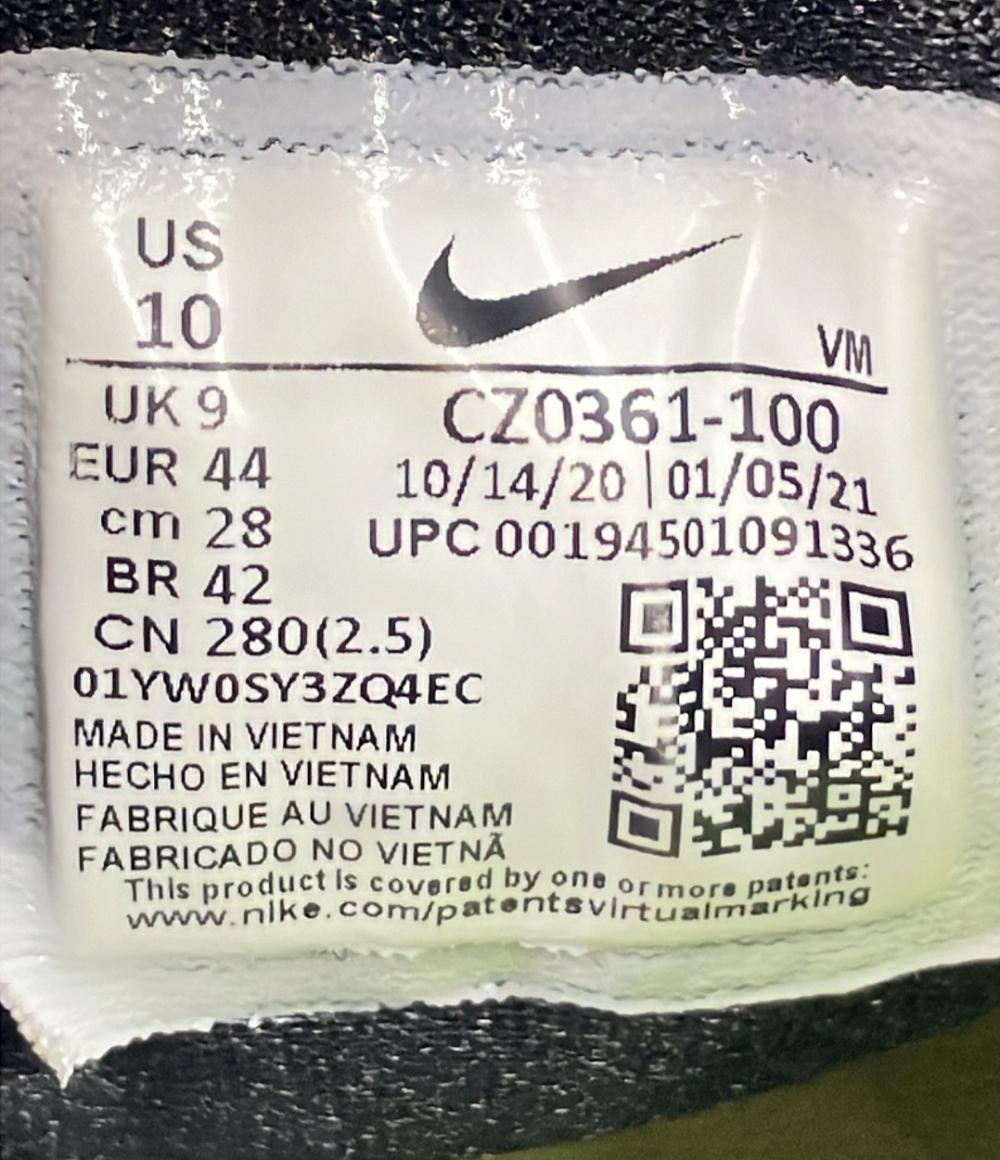 US
10
VM
UK 9
EUR 44
cm 28
BR 42
CN 280(2.5)
CZ0361-100
10/14/20 | 01/05/21
UPC 00194501091336
01YW0SY3ZQ4EC
MADE IN VIETNAM
HECHO EN VIETNAM
FABRIQUE AU VIETNAM
FABRICADO NO VIETNÃ
This product is covered by one or more patents:
www.nike.com/patentsvirtualmarking